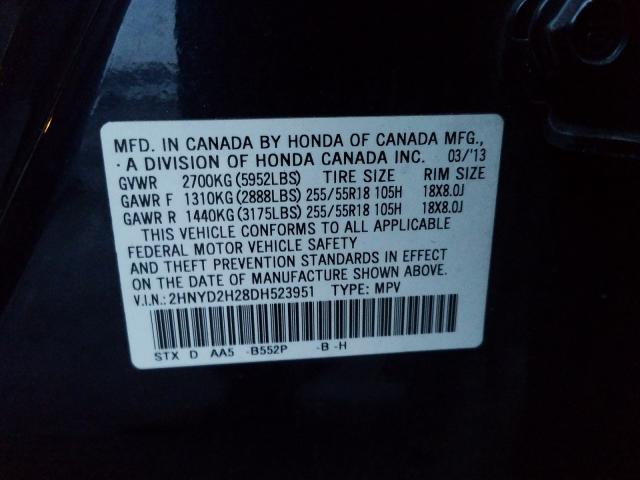 MFD. IN CANADA BY HONDA OF CANADA MFG.,
· A DIVISION OF HONDA CANADA INC. 03/'13
GVWR 2700KG(5952LBS) TIRE SIZE RIM SIZE
GAWR F 1310KG(2888LBS) 255/55R18 105H 18X8.0J
GAWR R 1440KG(3175LBS) 255/55R18 105H 18X8.0J
THIS VEHICLE CONFORMS TO ALL APPLICABLE
FEDERAL MOTOR VEHICLE SAFETY
AND THEFT PREVENTION STANDARDS IN EFFECT
ON THE DATE OF MANUFACTURE SHOWN ABOVE.
V.I.N.:2HNYD2H28DH523951 TYPE: MPV
STX D AA5 -B552P -B -H